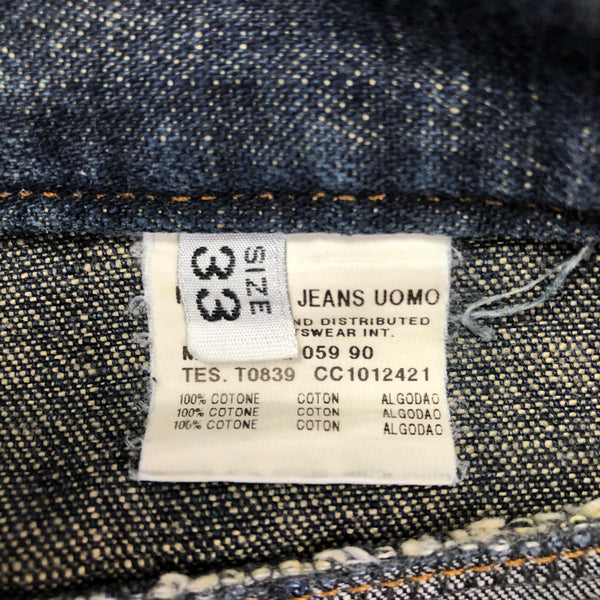 SIZE
33
JEANS UOMO
ND DISTRIBUTED
TSWEAR INT.
M 059 90
TES. T0839 CC1012421
100% COTONE COTON ALGODAO
100% COTONE COTON ALGODAO
100% COTONE COTON ALGODAO